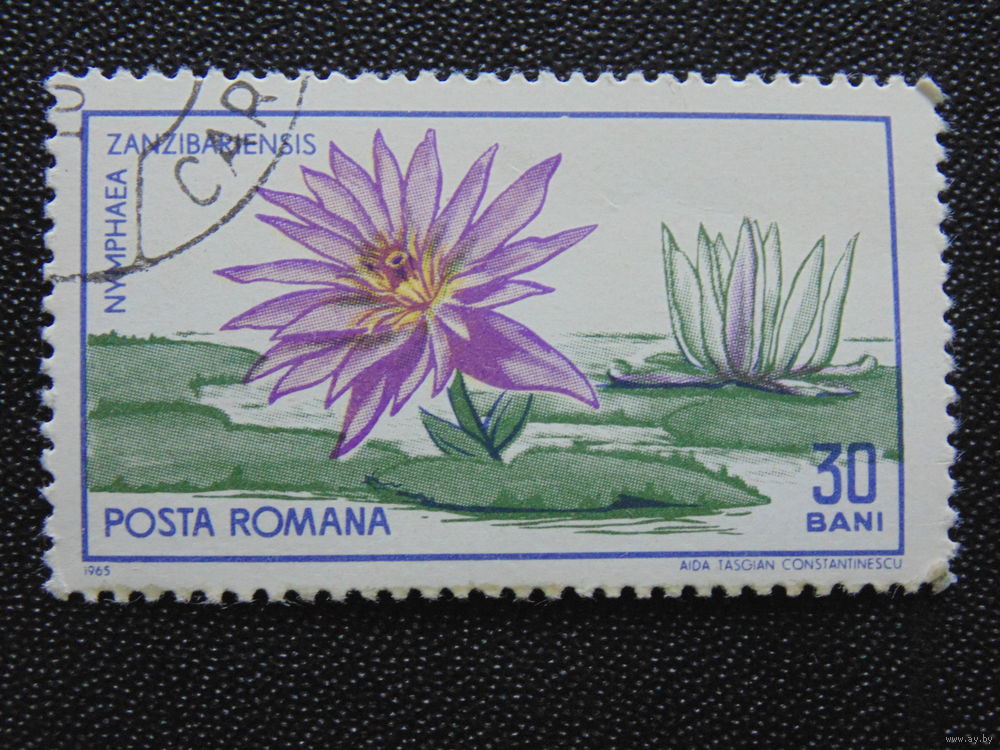 ZANZIBARIENSIS
NYMPHAEA
CAR
30
BANI
POSTA ROMANA
1965
AIDA TASGIAN CONSTANTINESCU
www.ay.by